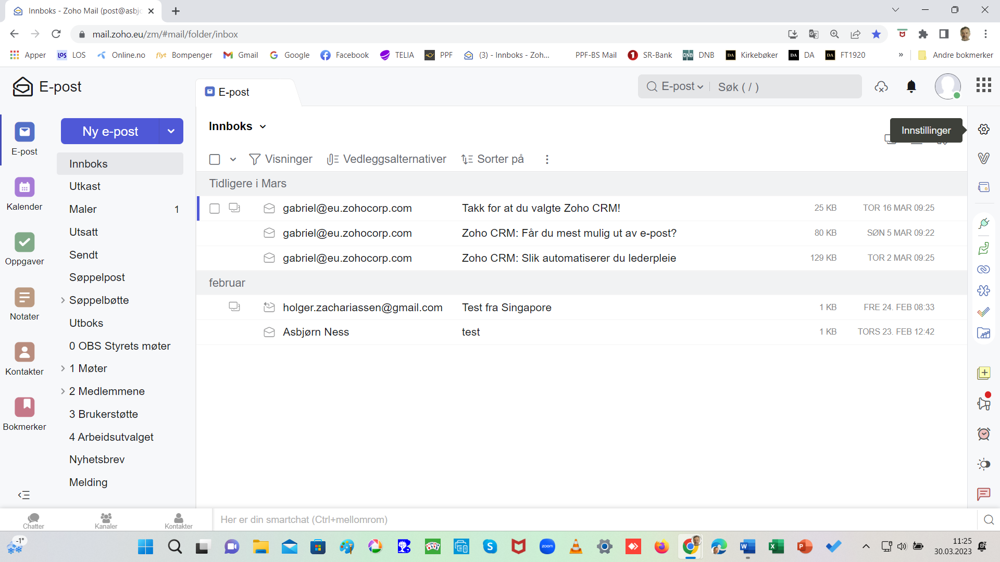 Innboks - Zoho Mail (post@asbjo
mail.zoho.eu/zm/#mail/folder/inbox
Apper LOS LOS Online.no flyt Bompenger Gmail Google Facebook TELIA PPF (3) - Innboks - Zoh... PPF-BS Mail 1 SR-Bank DNB DNB DA Kirkebøker DA DA DA FT1920 » Andre bokmerker
E-post
E-post
E-post Søk ( / )
Innboks
Innstillinger
Ny e-post
E-post
Visninger Vedleggsalternativer Sorter på
Innboks
Utkast
Maler 1
Utsatt
Sendt
Søppelpost
Søppelbøtte
Utboks
0 OBS Styrets møter
1 Møter
2 Medlemmene
3 Brukerstøtte
4 Arbeidsutvalget
Nyhetsbrev
Melding
Kalender
Oppgaver
Notater
Kontakter
Bokmerker
Tidligere i Mars
gabriel@eu.zohocorp.com Takk for at du valgte Zoho CRM! 25 KB TOR 16 MAR 09:25
gabriel@eu.zohocorp.com Zoho CRM: Får du mest mulig ut av e-post? 80 KB SØN 5 MAR 09:22
gabriel@eu.zohocorp.com Zoho CRM: Slik automatiserer du lederpleie 129 KB TOR 2 MAR 09:25
februar
holger.zachariassen@gmail.com Test fra Singapore 1 KB FRE 24. FEB 08:33
Asbjørn Ness test 1 KB TORS 23. FEB 12:42
Chatter Kanaler Kontakter
Her er din smartchat (Ctrl+mellomrom)
-1°
zoom
11:25
30.03.2023